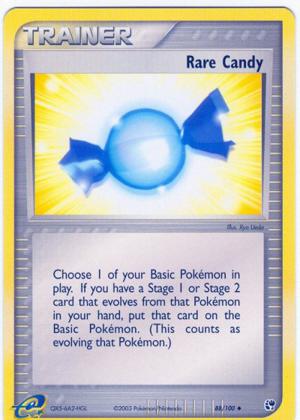 TRAINER
Rare Candy
Illus. Ryo Ueda
Choose 1 of your Basic Pokémon in
play. If you have a Stage 1 or Stage 2
card that evolves from that Pokémon
in your hand, put that card on the
Basic Pokémon. (This counts as
evolving that Pokémon.)
e
©2003 Pokémon/Nintendo
88/100